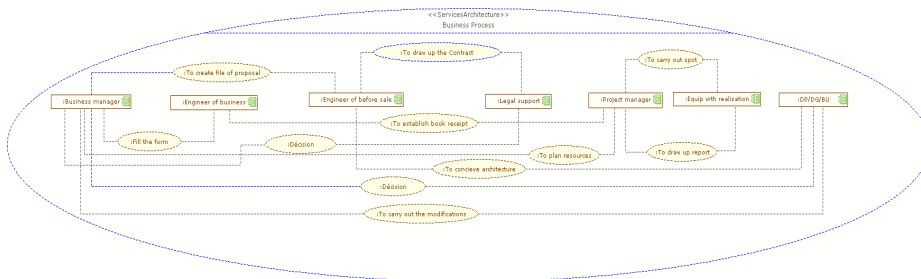 <<ServicesArchitecture>>
Business Process
:To draw up the Contract
:To carry out spot
:To create file of proposal
:Business manager
:Engineer of business
:Engineer of before sale
:Legal support
:Project manager
:Equip with realization
:DP/DG/BU
:To establish book receipt
:Fill the form
:Décision
:To plan resources
:To draw up report
:To concieve architecture
:Décision
:To carry out the modifications